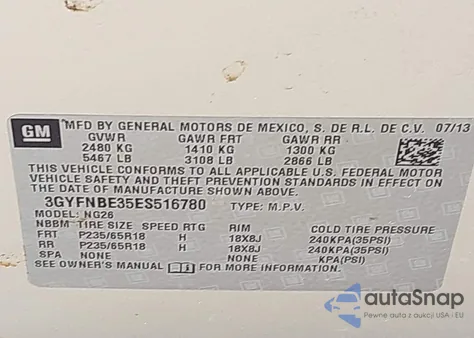 GM
MFD BY GENERAL MOTORS DE MEXICO, S. DE R.L. DE C.V. 07/13
GVWR GAWR FRT GAWR RR
2480 KG 1410 KG 1300 KG
5467 LB 3108 LB 2866 LB
THIS VEHICLE CONFORMS TO ALL APPLICABLE U.S. FEDERAL MOTOR
VEHICLE SAFETY AND THEFT PREVENTION STANDARDS IN EFFECT ON
THE DATE OF MANUFACTURE SHOWN ABOVE.
3GYFNBE35ES516780 TYPE: M.P.V.
MODEL: NG26
NBBM TIRE SIZE SPEED RTG RIM COLD TIRE PRESSURE
FRT P235/65R18 H 18X8J 240KPA(35PSI)
RR P235/65R18 H 18X8J 240KPA(35PSI)
SPA NONE NONE KPA(PSI)
SEE OWNER'S MANUAL FOR MORE INFORMATION
autoSnap
Pewne auta z aukcji USA i EU